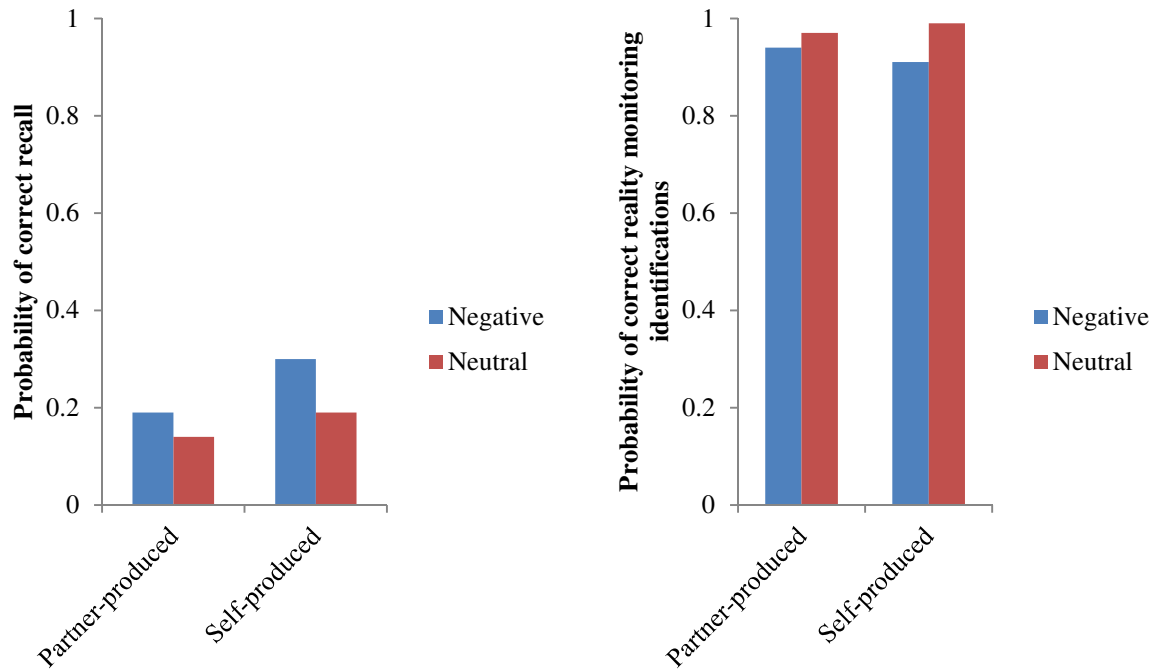 Probability of correct recall
1
0.8
0.6
0.4
0.2
0
Partner-produced
Self-produced
Negative
Neutral
Probability of correct reality monitoring
identifications
1
0.8
0.6
0.4
0.2
0
Partner-produced
Self-produced
Negative
Neutral